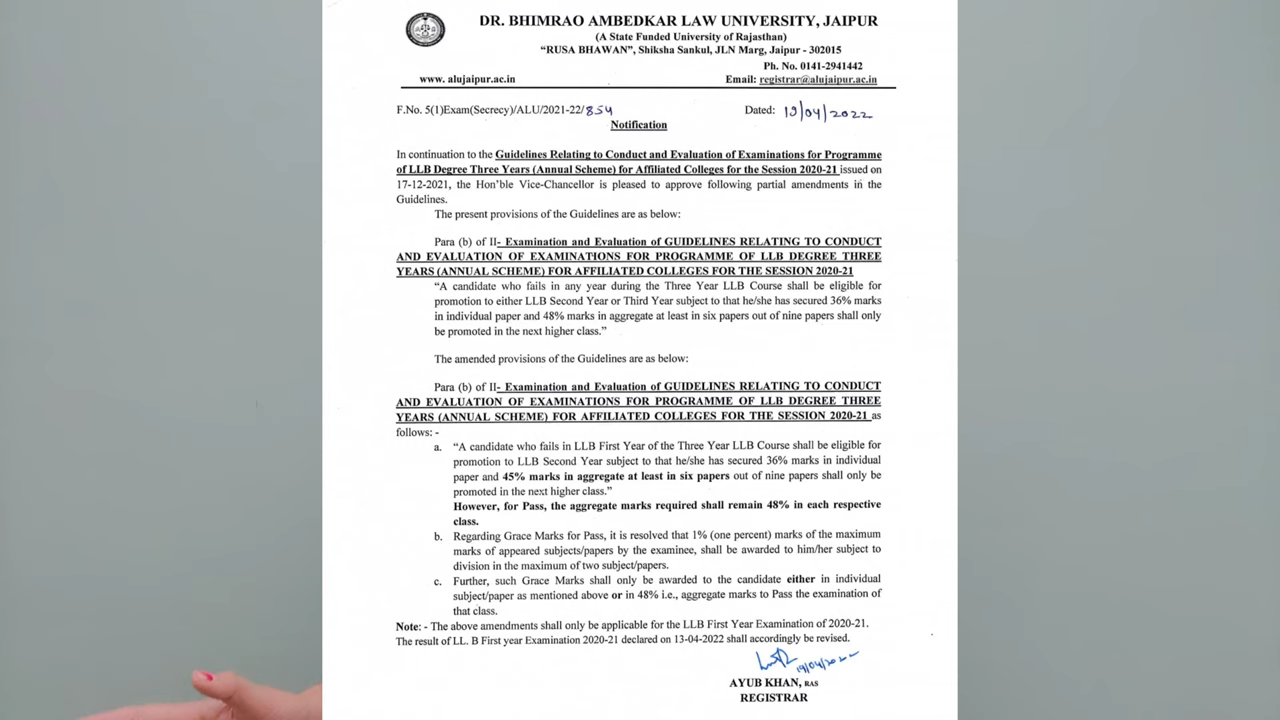 DR. BHIMRAO AMBEDKAR LAW UNIVERSITY, JAIPUR
(A State Funded University of Rajasthan)
“RUSA BHAWAN”, Shiksha Sankul, JLN Marg, Jaipur - 302015
Ph. No. 0141-2941442
www. alujaipur.ac.in Email: registrar@alujaipur.ac.in
F.No. 5(1)Exam(Secrecy)/ALU/2021-22/854 Dated: 19/04/2022
Notification
In continuation to the Guidelines Relating to Conduct and Evaluation of Examinations for Programme
of LLB Degree Three Years (Annual Scheme) for Affiliated Colleges for the Session 2020-21 issued on
17-12-2021, the Hon’ble Vice-Chancellor is pleased to approve following partial amendments in the
Guidelines.
The present provisions of the Guidelines are as below:
Para (b) of II- Examination and Evaluation of GUIDELINES RELATING TO CONDUCT
AND EVALUATION OF EXAMINATIONS FOR PROGRAMME OF LLB DEGREE THREE
YEARS (ANNUAL SCHEME) FOR AFFILIATED COLLEGES FOR THE SESSION 2020-21
“A candidate who fails in any year during the Three Year LLB Course shall be eligible for
promotion to either LLB Second Year or Third Year subject to that he/she has secured 36% marks
in individual paper and 48% marks in aggregate at least in six papers out of nine papers shall only
be promoted in the next higher class.”
The amended provisions of the Guidelines are as below:
Para (b) of II- Examination and Evaluation of GUIDELINES RELATING TO CONDUCT
AND EVALUATION OF EXAMINATIONS FOR PROGRAMME OF LLB DEGREE THREE
YEARS (ANNUAL SCHEME) FOR AFFILIATED COLLEGES FOR THE SESSION 2020-21 as
follows: -
a. “A candidate who fails in LLB First Year of the Three Year LLB Course shall be eligible for
promotion to LLB Second Year subject to that he/she has secured 36% marks in individual
paper and 45% marks in aggregate at least in six papers out of nine papers shall only be
promoted in the next higher class.”
However, for Pass, the aggregate marks required shall remain 48% in each respective
class.
b. Regarding Grace Marks for Pass, it is resolved that 1% (one percent) marks of the maximum
marks of appeared subjects/papers by the examinee, shall be awarded to him/her subject to
division in the maximum of two subject/papers.
c. Further, such Grace Marks shall only be awarded to the candidate either in individual
subject/paper as mentioned above or in 48% i.e., aggregate marks to Pass the examination of
that class.
Note: - The above amendments shall only be applicable for the LLB First Year Examination of 2020-21.
The result of LL. B First year Examination 2020-21 declared on 13-04-2022 shall accordingly be revised.
19/04/2022
AYUB KHAN, RAS
REGISTRAR